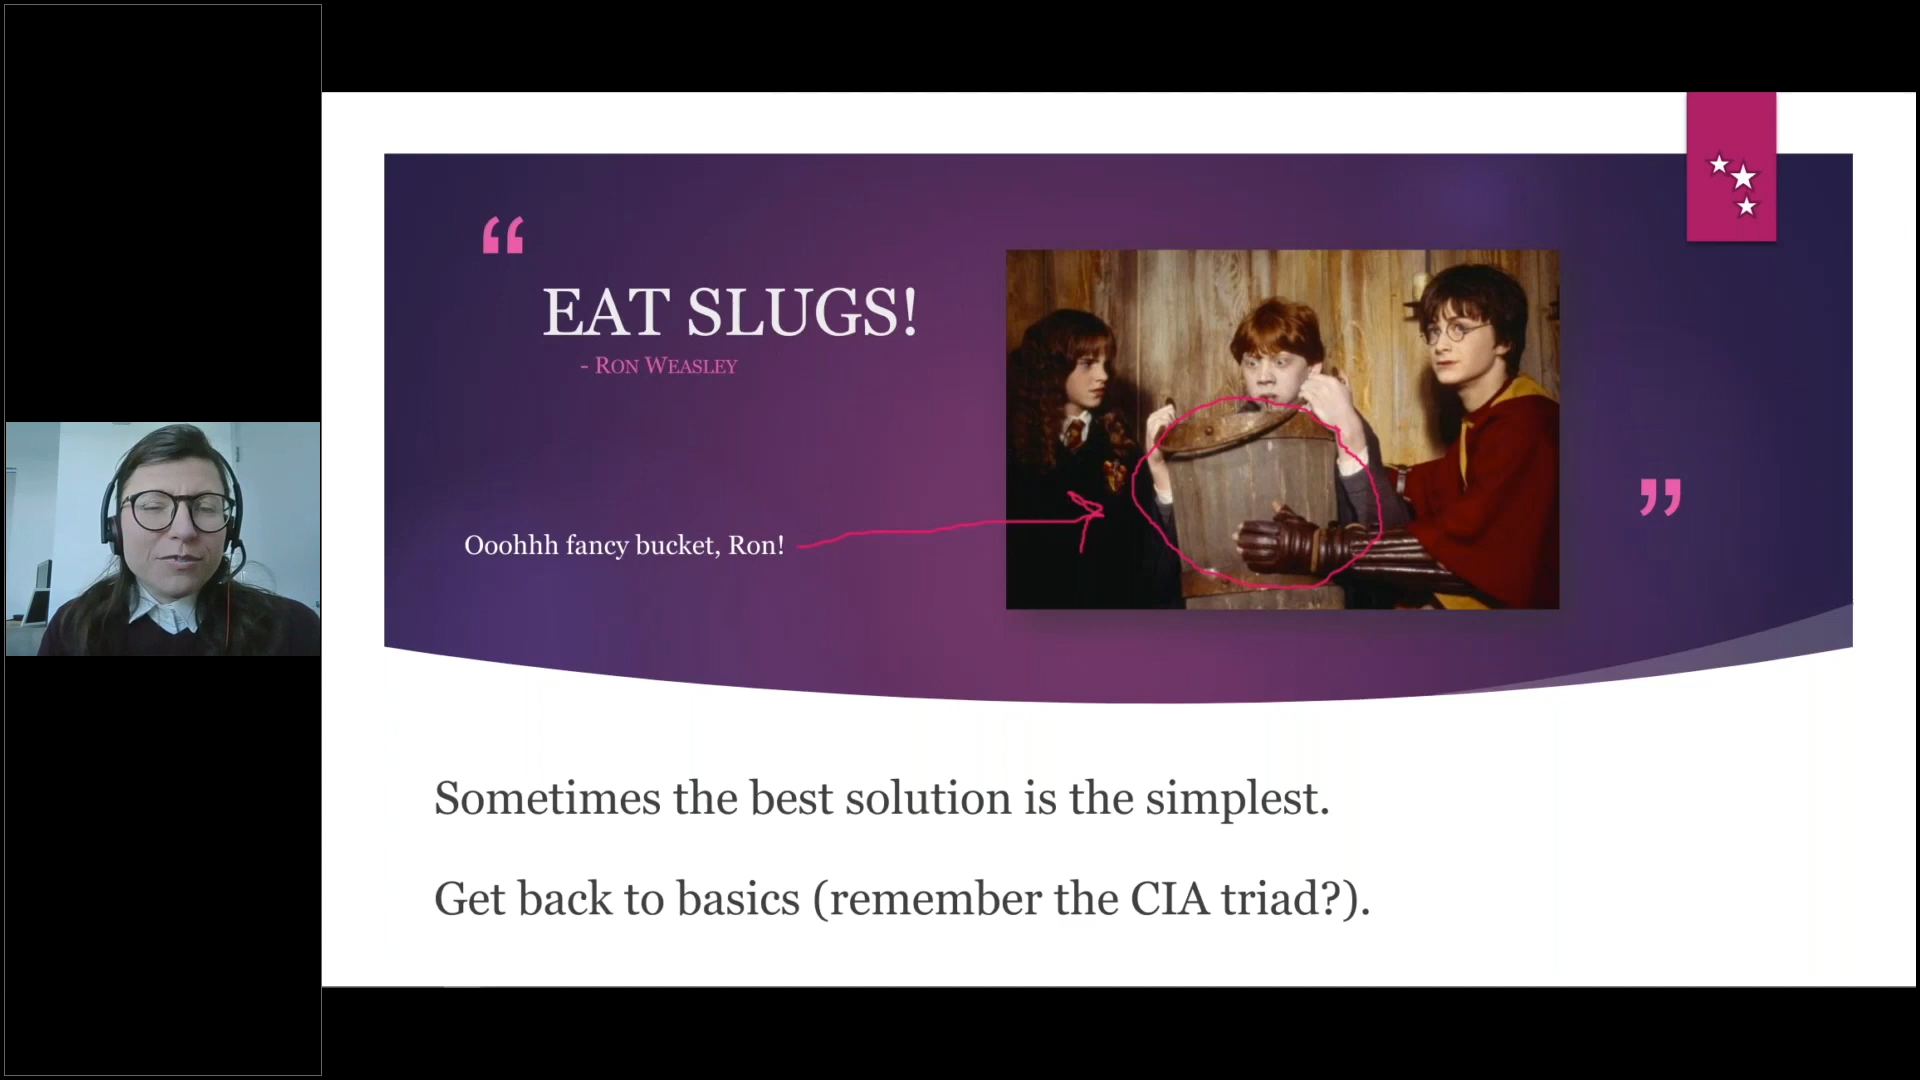 “
EAT SLUGS!
- RON WEASLEY
Ooohhh fancy bucket, Ron!
”
Sometimes the best solution is the simplest.
Get back to basics (remember the CIA triad?).